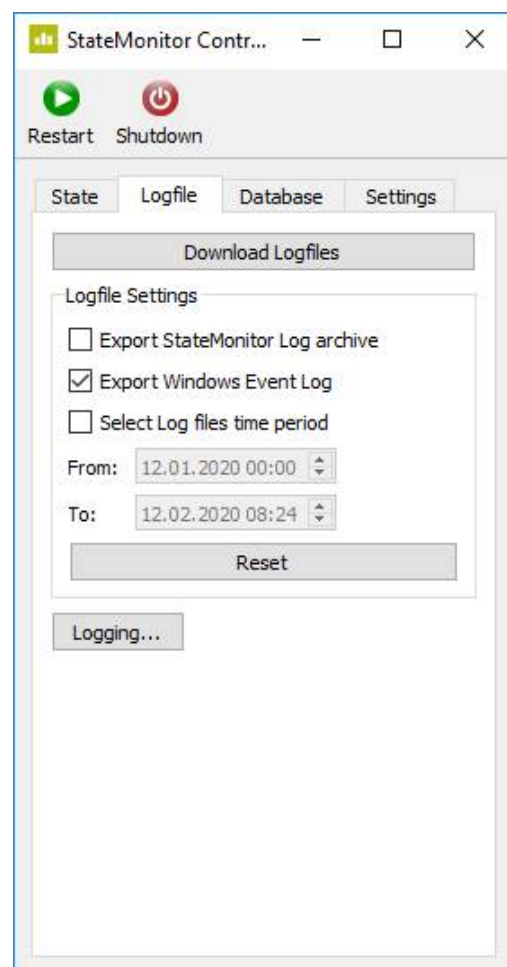 StateMonitor Contr...
Restart Shutdown
State Logfile Database Settings
Download Logfiles
Logfile Settings
Export StateMonitor Log archive
Export Windows Event Log
Select Log files time period
From: 12.01.2020 00:00
To: 12.02.2020 08:24
Reset
Logging...